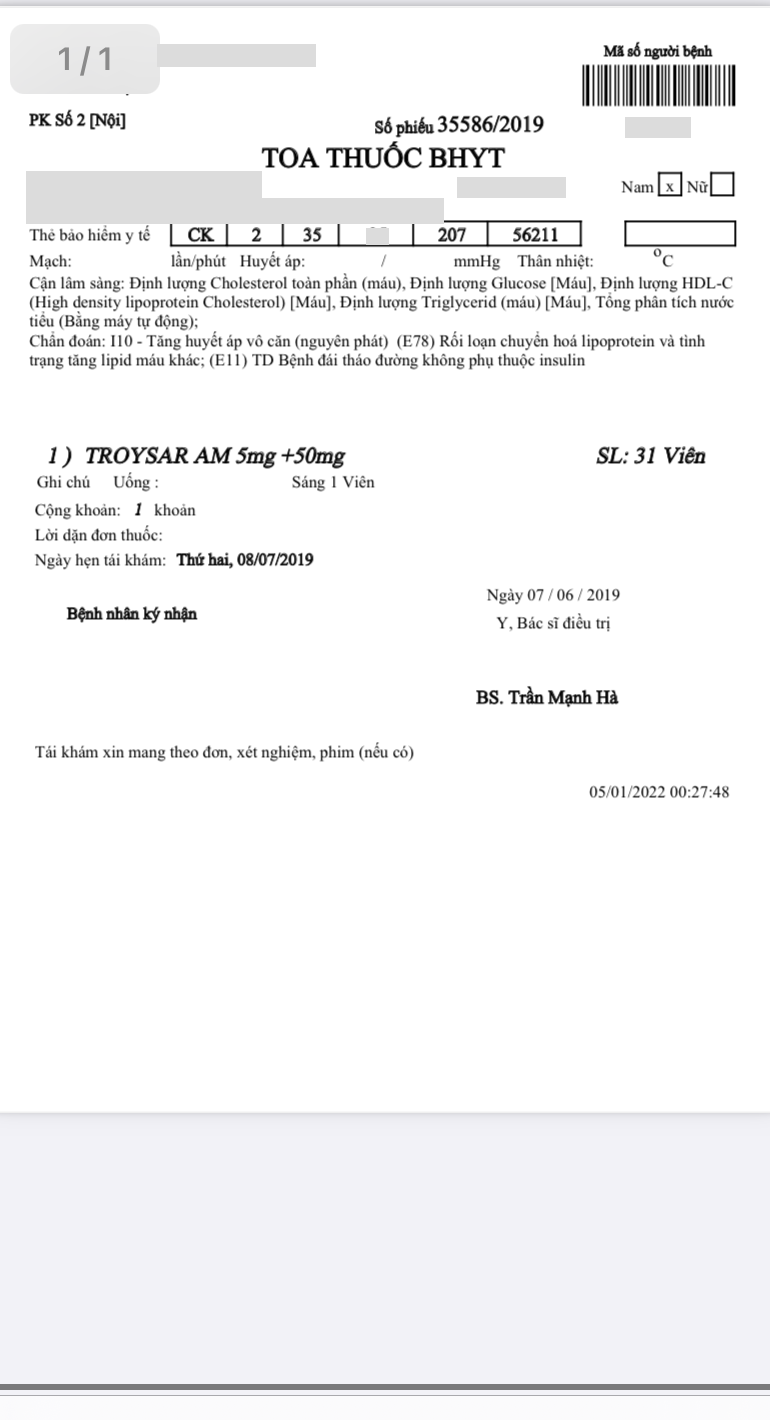 1/1
Mã số người bệnh
PK Số 2 [Nội]
Số phiếu 35586/2019
TOA THUỐC BHYT
Nam x Nữ
Thẻ bảo hiểm y tế CK 2 35 207 56211
Mạch: lần/phút Huyết áp: / mmHg Thân nhiệt: °C
Cận lâm sàng: Định lượng Cholesterol toàn phần (máu), Định lượng Glucose [Máu], Định lượng HDL-C
(High density lipoprotein Cholesterol) [Máu], Định lượng Triglycerid (máu) [Máu], Tổng phân tích nước
tiểu (Bằng máy tự động);
Chẩn đoán: I10 - Tăng huyết áp vô căn (nguyên phát) (E78) Rối loạn chuyển hoá lipoprotein và tình
trạng tăng lipid máu khác; (E11) TD Bệnh đái tháo đường không phụ thuộc insulin
1 ) TROYSAR AM 5mg +50mg SL: 31 Viên
Ghi chú Uống : Sáng 1 Viên
Cộng khoản: 1 khoản
Lời dặn đơn thuốc:
Ngày hẹn tái khám: Thứ hai, 08/07/2019
Ngày 07 / 06 / 2019
Bệnh nhân ký nhận
Y, Bác sĩ điều trị
BS. Trần Mạnh Hà
Tái khám xin mang theo đơn, xét nghiệm, phim (nếu có)
05/01/2022 00:27:48